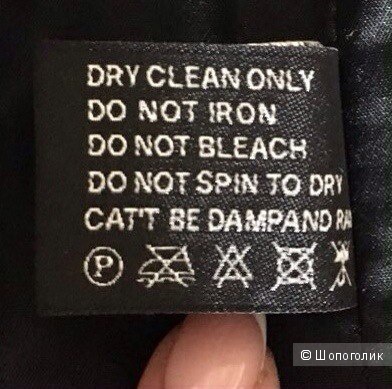 DRY CLEAN ONLY
DO NOT IRON
DO NOT BLEACH
DO NOT SPIN TO DRY
CAT'T BE DAMPAND
P
© Шопоголик